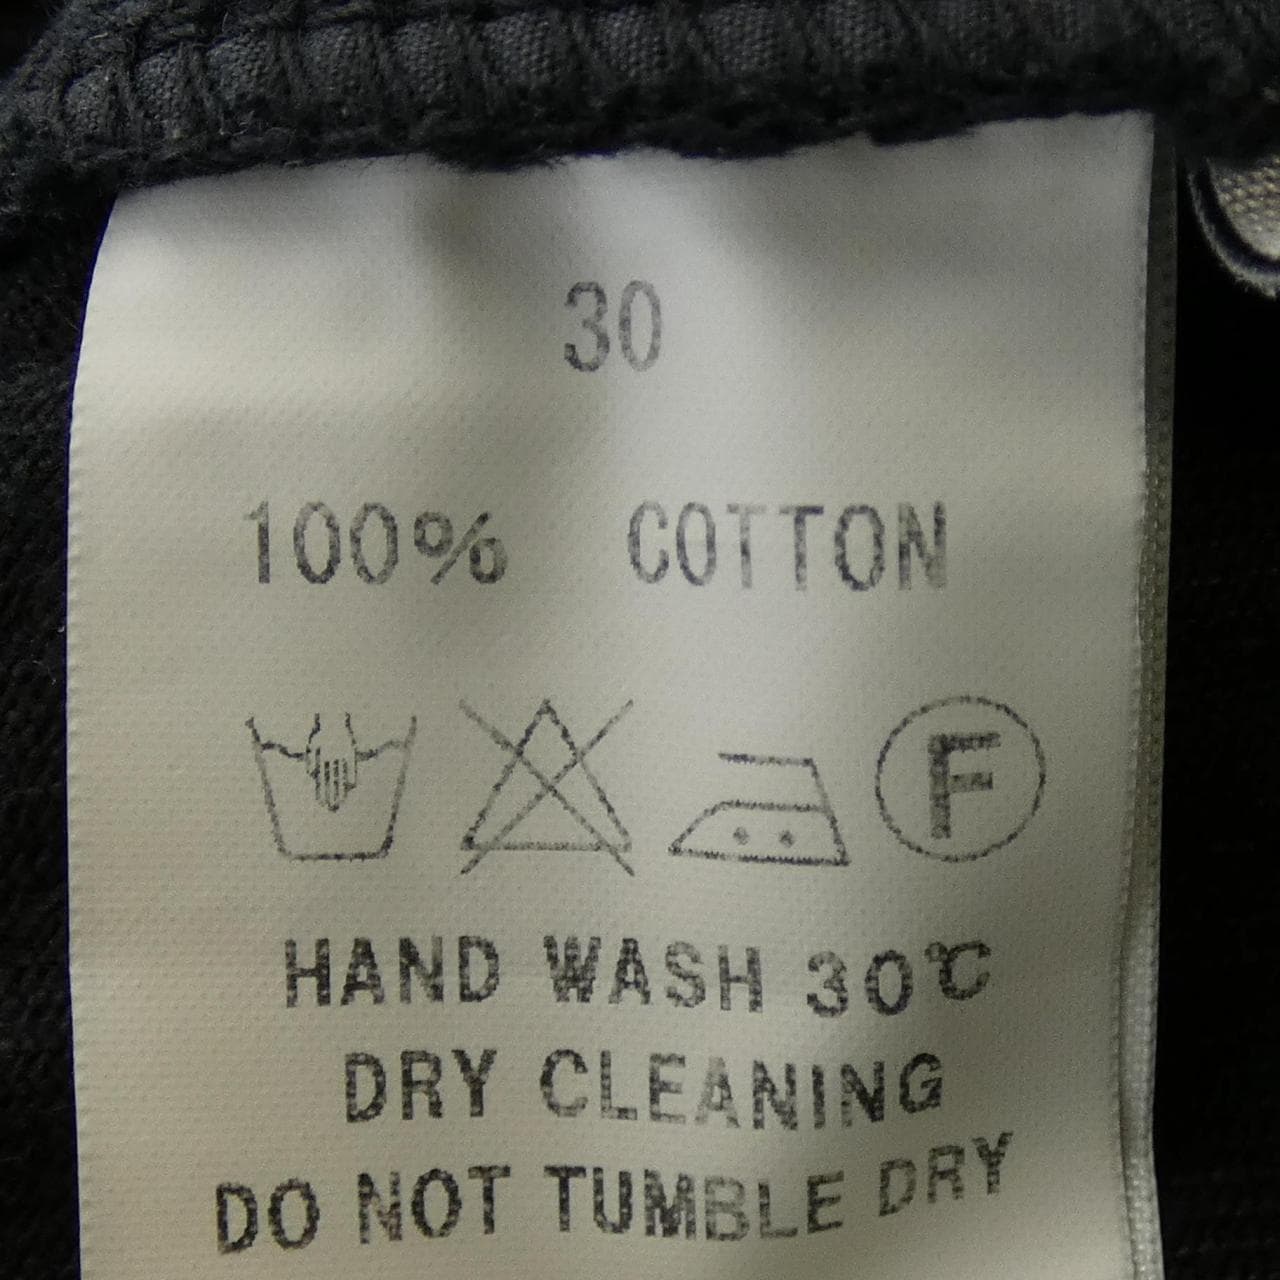 30
100% COTTON
F
HAND WASH 30℃
DRY CLEANING
DO NOT TUMBLE DRY